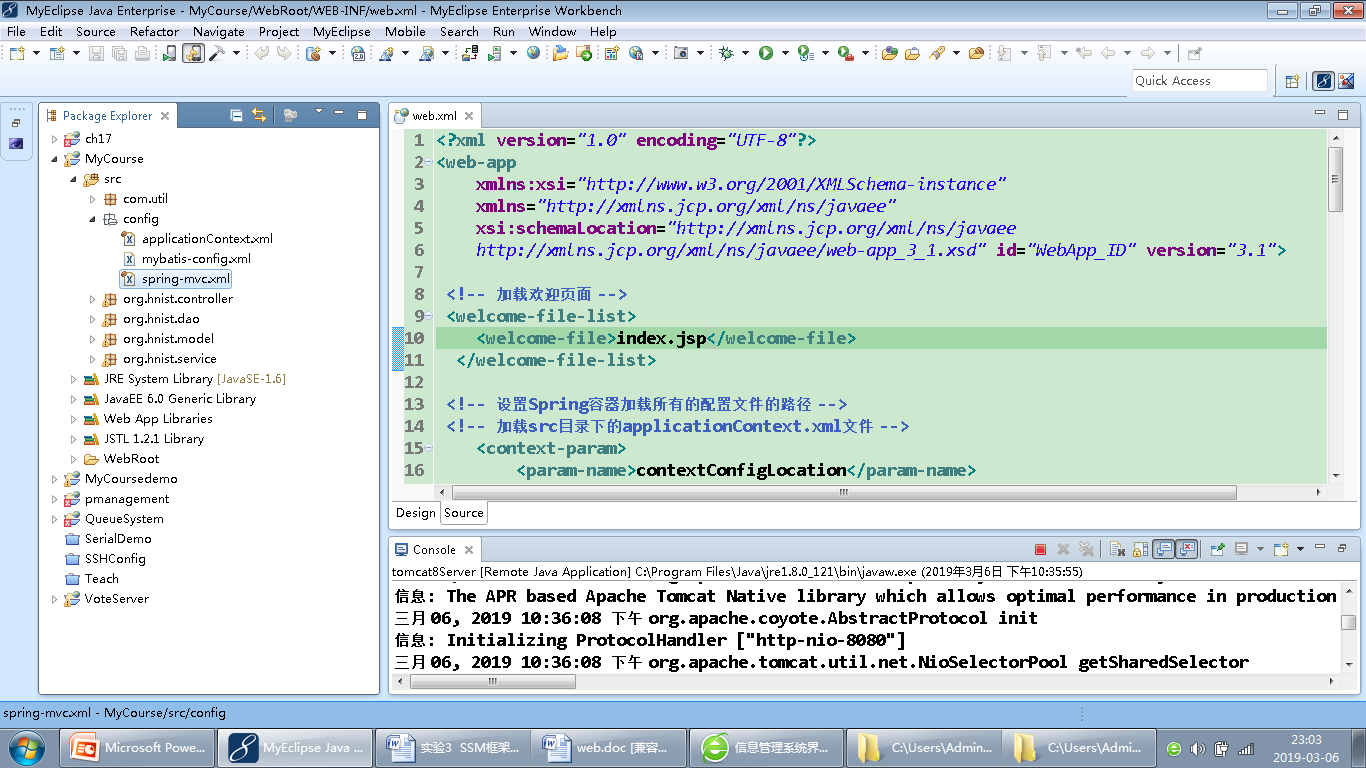 MyEclipse Java Enterprise - MyCourse/WebRoot/WEB-INF/web.xml - MyEclipse Enterprise Workbench
File Edit Source Refactor Navigate Project MyEclipse Mobile Search Run Window Help
Quick Access
Package Explorer
ch17
MyCourse
src
com.util
config
applicationContext.xml
mybatis-config.xml
spring-mvc.xml
org.hnist.controller
org.hnist.dao
org.hnist.model
org.hnist.service
JRE System Library [JavaSE-1.6]
JavaEE 6.0 Generic Library
Web App Libraries
JSTL 1.2.1 Library
WebRoot
MyCoursedemo
pmanagement
QueueSystem
SerialDemo
SSHConfig
Teach
VoteServer
web.xml
1 <?xml version="1.0" encoding="UTF-8"?>
2 <web-app
3 xmlns:xsi="http://www.w3.org/2001/XMLSchema-instance"
4 xmlns="http://xmlns.jcp.org/xml/ns/javaee"
5 xsi:schemaLocation="http://xmlns.jcp.org/xml/ns/javaee
6 http://xmlns.jcp.org/xml/ns/javaee/web-app_3_1.xsd" id="WebApp_ID" version="3.1">
7
8 <!-- 加载欢迎页面 -->
9 <welcome-file-list>
10 <welcome-file>index.jsp</welcome-file>
11 </welcome-file-list>
12
13 <!-- 设置Spring容器加载所有的配置文件的路径 -->
14 <!-- 加载src目录下的applicationContext.xml文件 -->
15 <context-param>
16 <param-name>contextConfigLocation</param-name>
Design Source
Console
tomcat8Server [Remote Java Application] C:\Program Files\Java\jre1.8.0_121\bin\javaw.exe (2019年3月6日 下午10:35:55)
信息: The APR based Apache Tomcat Native library which allows optimal performance in production
三月 06, 2019 10:36:08 下午 org.apache.coyote.AbstractProtocol init
信息: Initializing ProtocolHandler ["http-nio-8080"]
三月 06, 2019 10:36:08 下午 org.apache.tomcat.util.net.NioSelectorPool getSharedSelector
spring-mvc.xml - MyCourse/src/config
Microsoft Powe...
MyEclipse Java ...
实验3 SSM框架...
web.doc [兼容...
信息管理系统界...
C:\Users\Admin...
C:\Users\Admi...
23:03
2019-03-06